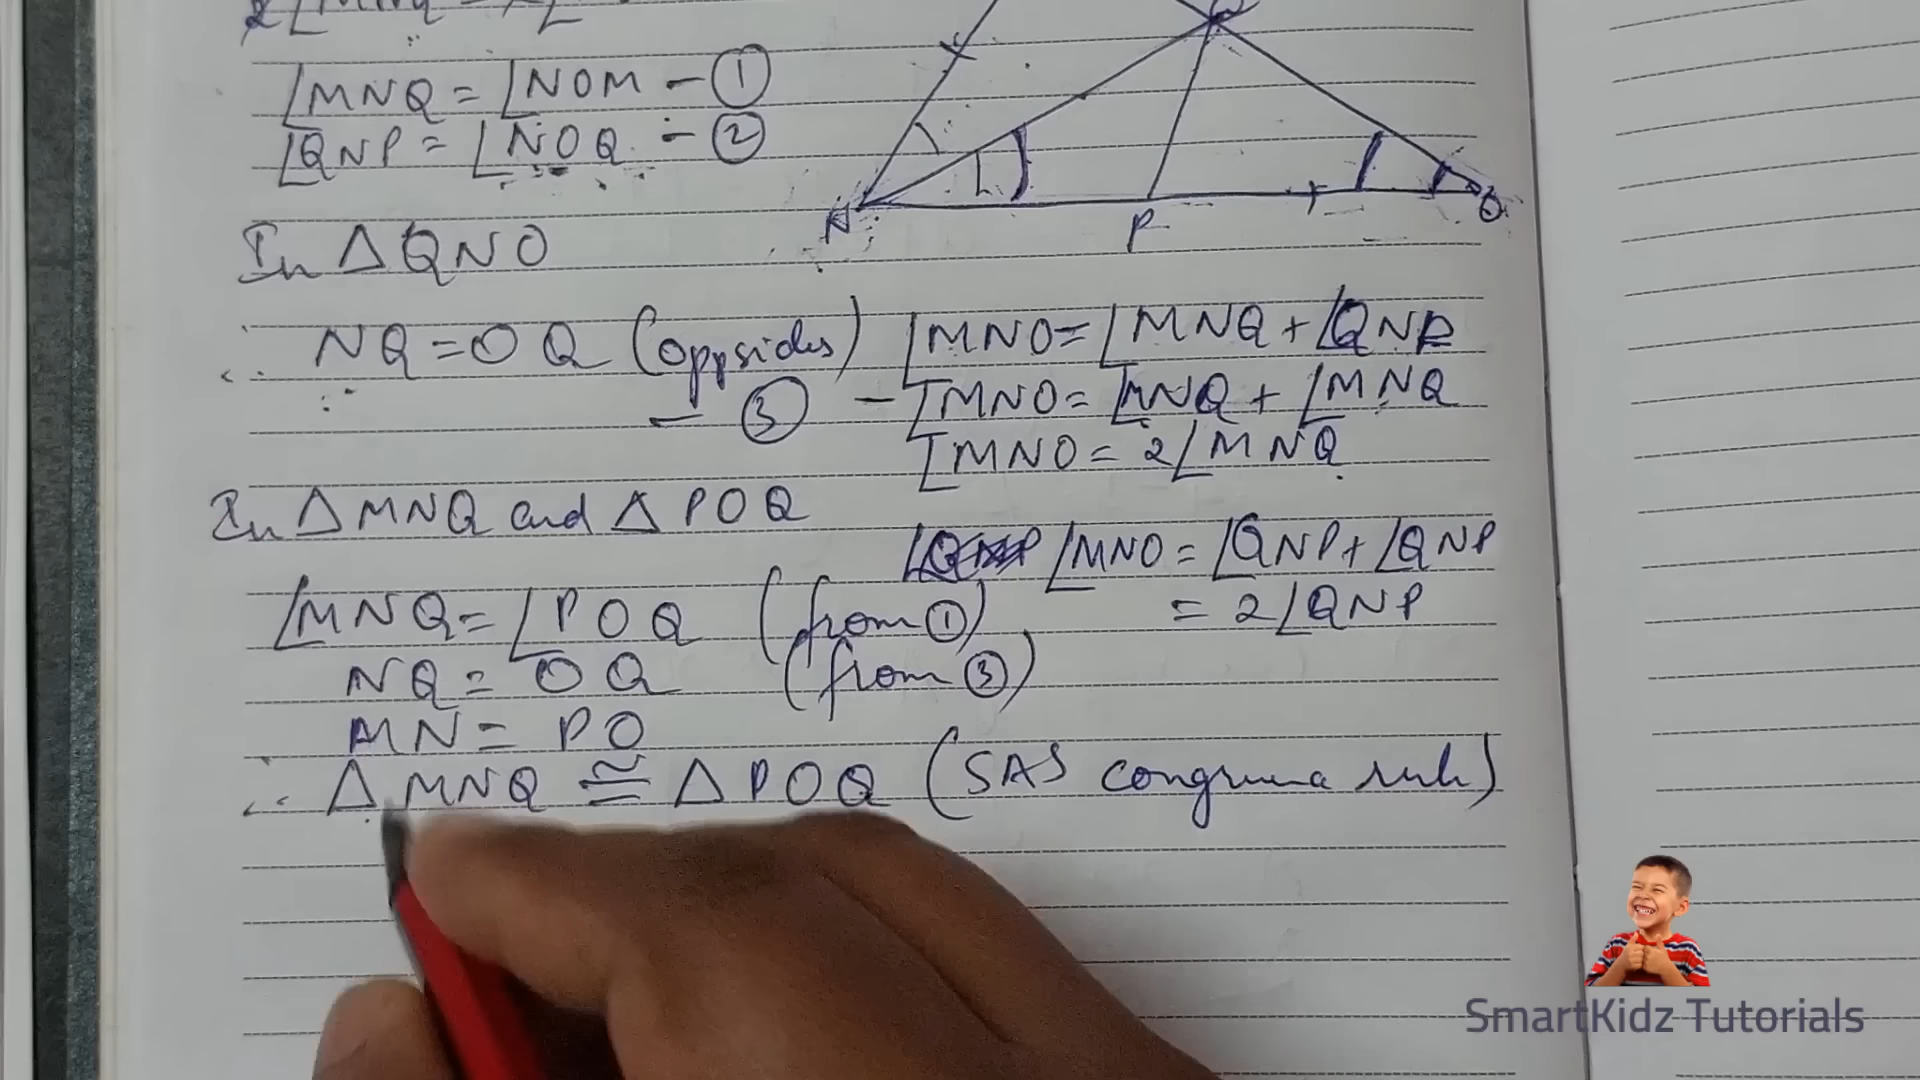 ∠MNQ = ∠NOM - ①
∠QNP = ∠NOQ - ②
In △QNO
∴ NQ = OQ (opp sides)
- ③
∠MNO = ∠MNQ + ∠QNP
- ∠MNO = ∠MNQ + ∠MNQ
∠MNO = 2∠MNQ
In △MNQ and △POQ
∠MNO = ∠QNP + ∠QNP
= 2∠QNP
∠MNQ = ∠POQ (from ①)
NQ = OQ (from ③)
MN = PO
∴ △MNQ ≅ △POQ (SAS congruence rule)
N
P
O
SmartKidz Tutorials